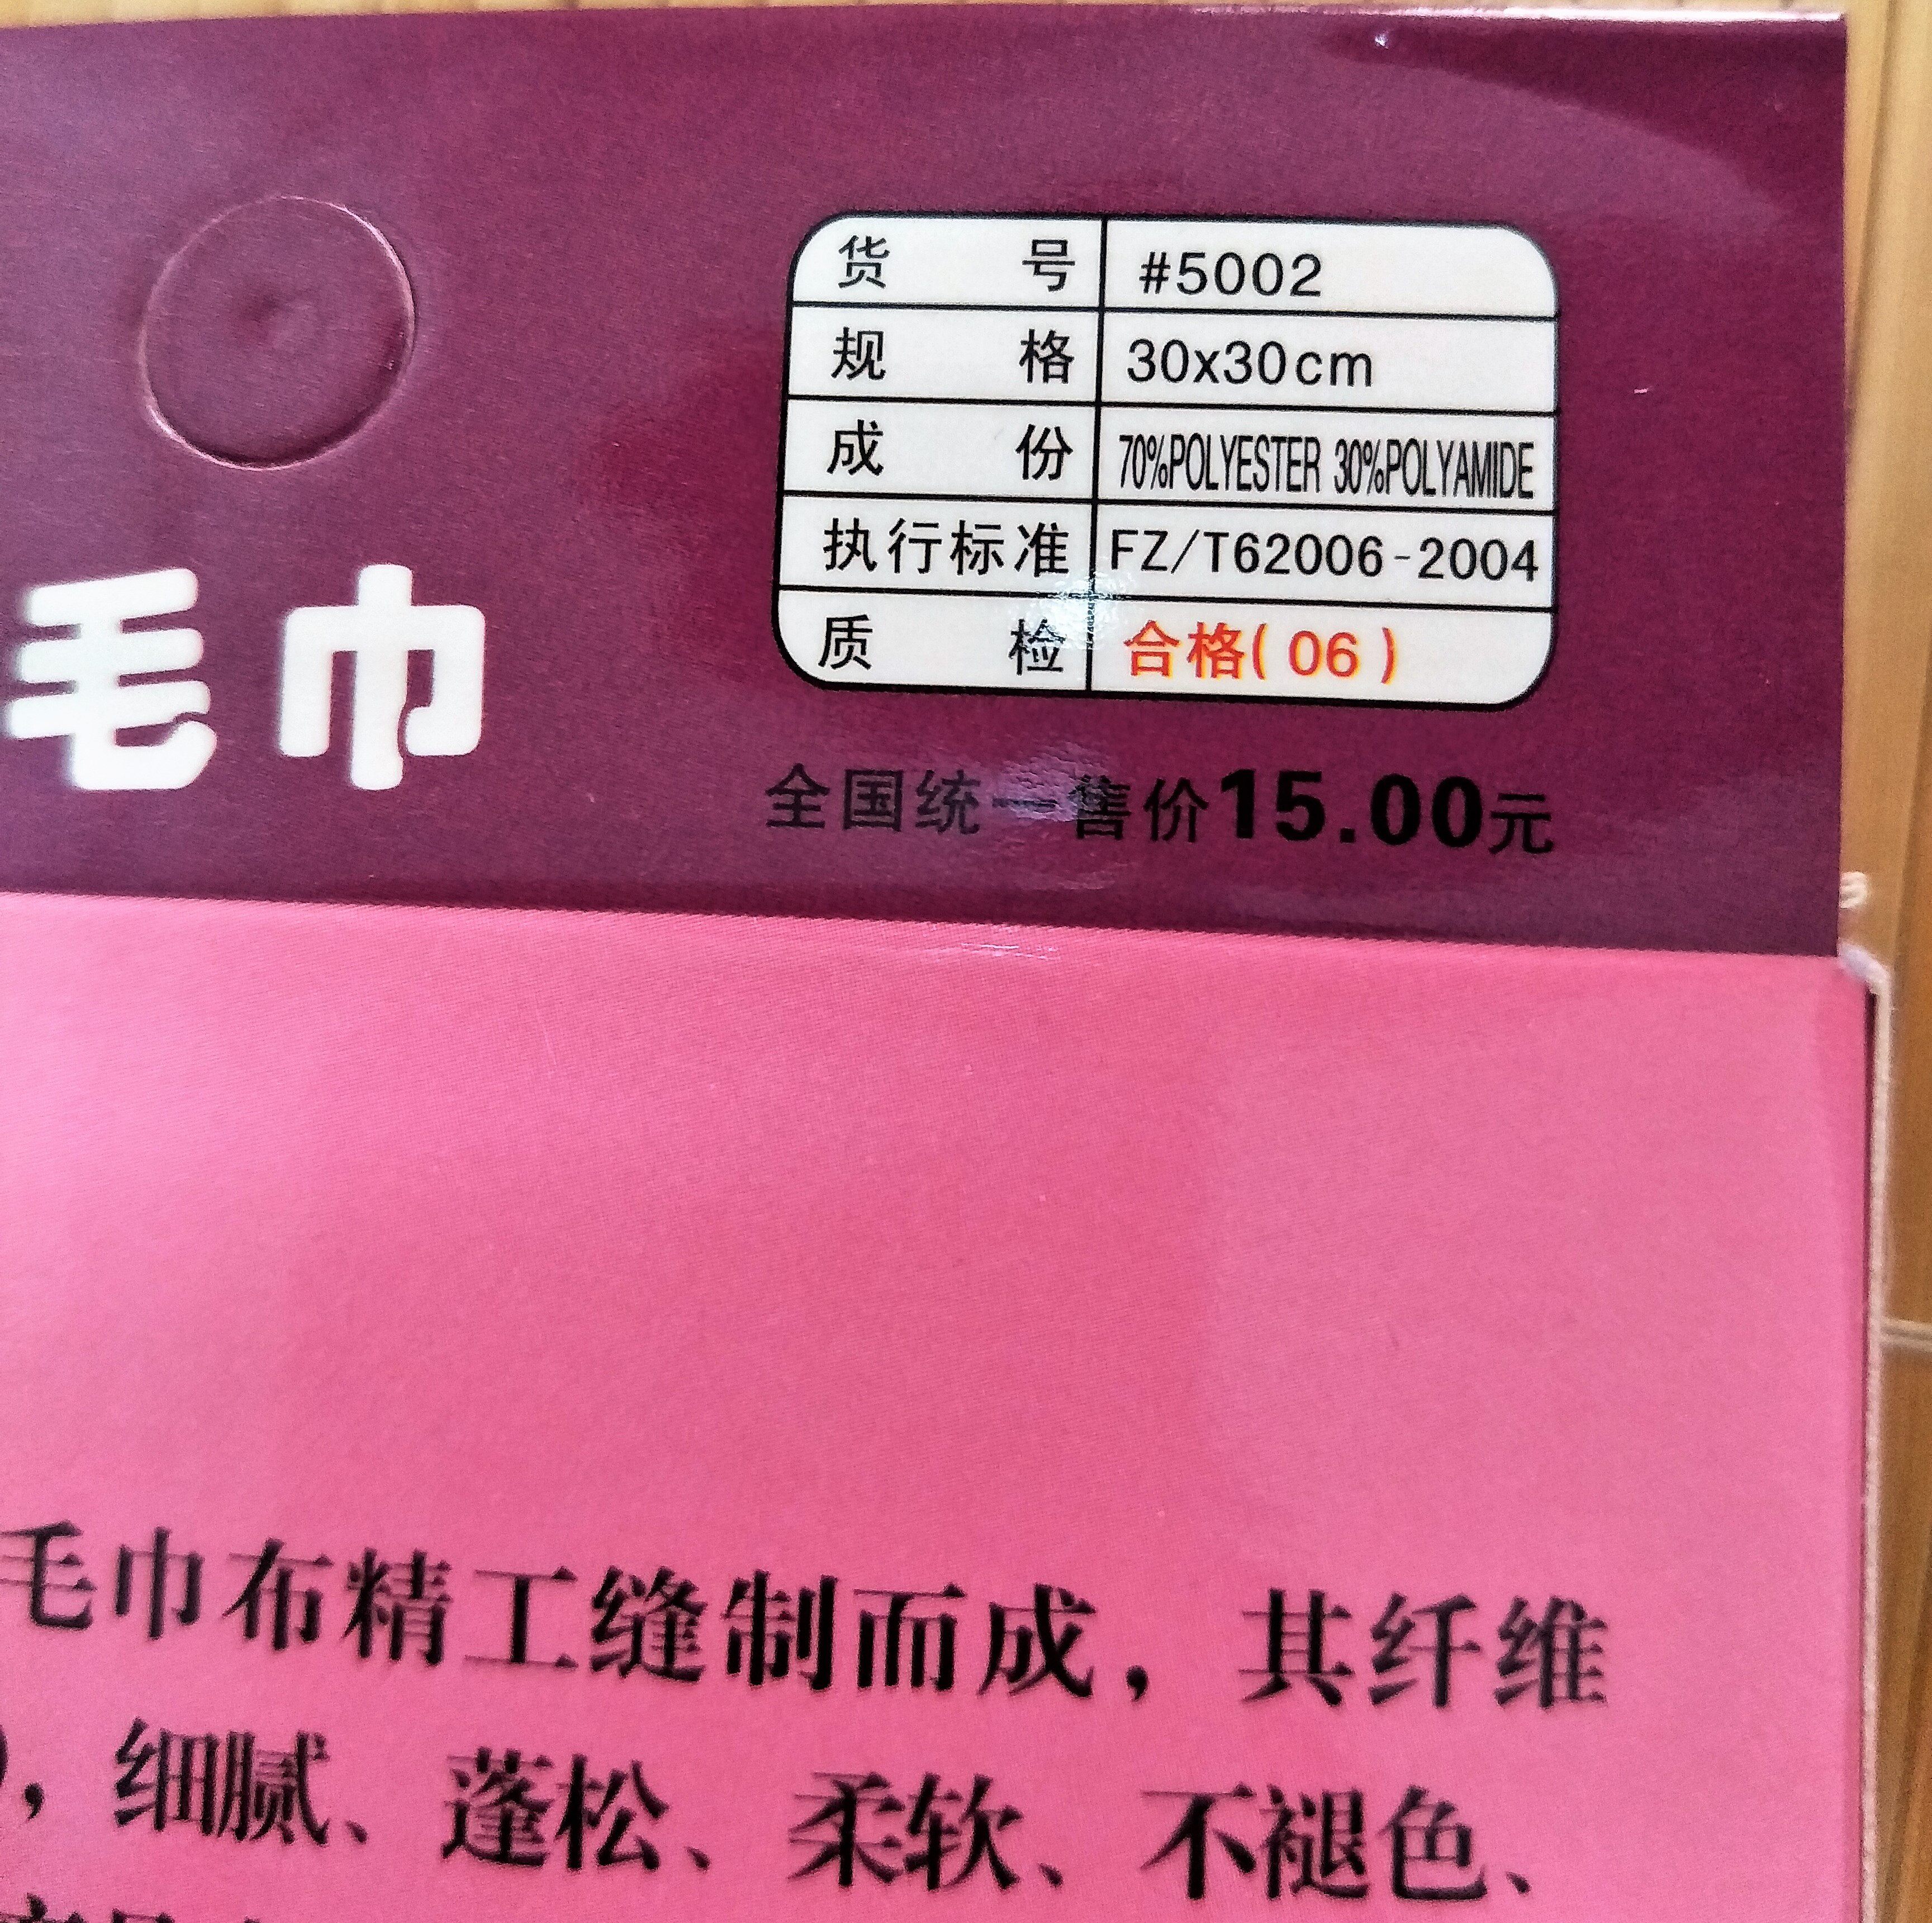 毛巾
货号 #5002
规格 30x30cm
成份 70%POLYESTER 30%POLYAMIDE
执行标准 FZ/T62006-2004
质检 合格(06)
全国统一售价15.00元
毛巾布精工缝制而成，其纤维
)，细腻、蓬松、柔软、不褪色、